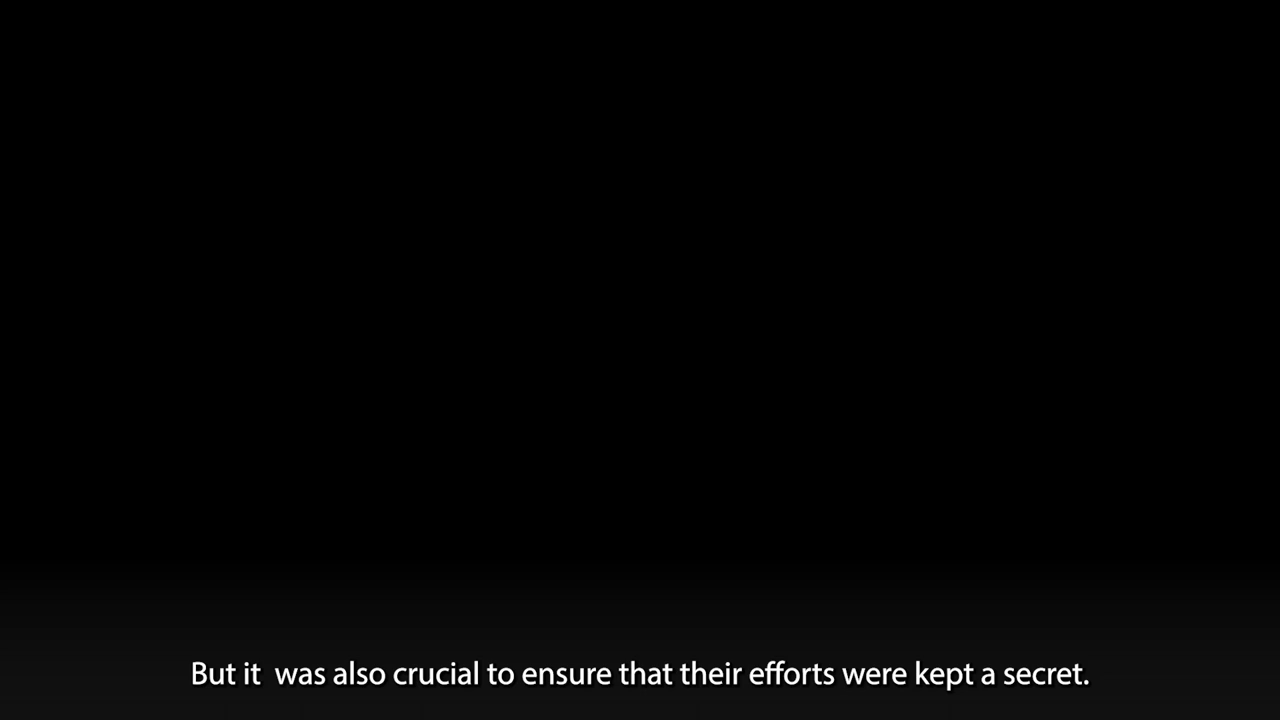 But it  was also crucial to ensure that their efforts were kept a secret.